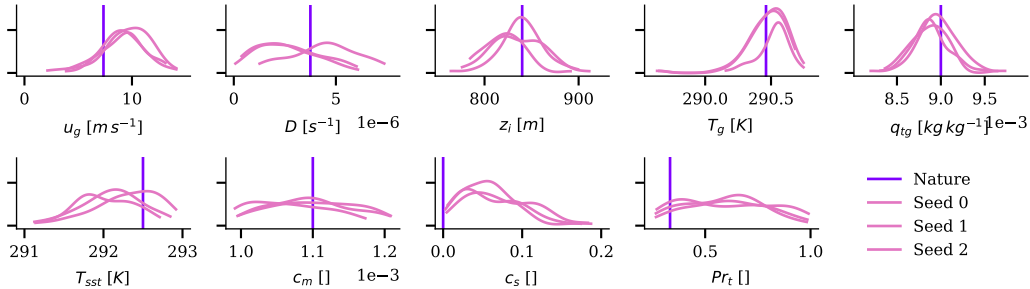 0 10
u_g [m s⁻¹]
0 5
1e−6
D [s⁻¹]
800 900
z_i [m]
290.0 290.5
T_g [K]
8.5 9.0 9.5
1e−3
q_tg [kg kg⁻¹]
291 292 293
T_sst [K]
1.0 1.1 1.2
1e−3
c_m []
0.0 0.1 0.2
c_s []
0.5 1.0
Pr_t []
Nature
Seed 0
Seed 1
Seed 2